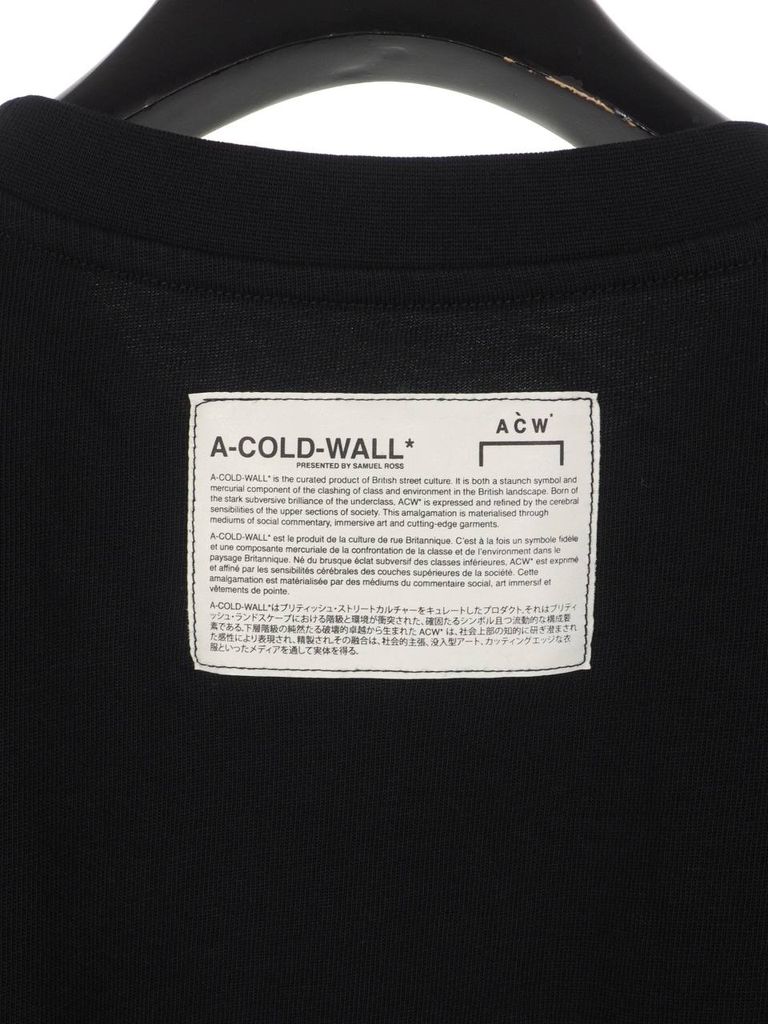 A-COLD-WALL*
PRESENTED BY SAMUEL ROSS
ACW*
A-COLD-WALL* is the curated product of British street culture. It is both a staunch symbol and
mercurial component of the clashing of class and environment in the British landscape. Born of
the stark subversive brilliance of the underclass, ACW* is expressed and refined by the cerebral
sensibilities of the upper sections of society. This amalgamation is materialised through
mediums of social commentary, immersive art and cutting-edge garments.
A-COLD-WALL* est le produit de la culture de rue Britannique. C'est à la fois un symbole fidèle
et une composante mercuriale de la confrontation de la classe et de l'environment dans le
paysage Britannique. Né du brusque éclat subversif des classes inférieures, ACW* est exprimé
et affiné par les sensibilités cérébrales des couches supérieures de la société. Cette
amalgamation est matérialisée par des médiums du commentaire social, art immersif et
vêtements de pointe.
A-COLD-WALL*はブリティッシュ・ストリートカルチャーをキュレートしたプロダクト、それはブリティ
ッシュ・ランドスケープにおける階級と環境が衝突された、確固たるシンボル且つ流動的な構成要
素である。下層階級の純然たる破壊的卓越から生まれた ACW* は、社会上部の知的に研ぎ澄まされ
た感性により表現され、精製され、その融合は、社会的主張、没入型アート、カッティングエッジな衣
服といったメディアを通して実体を得る。